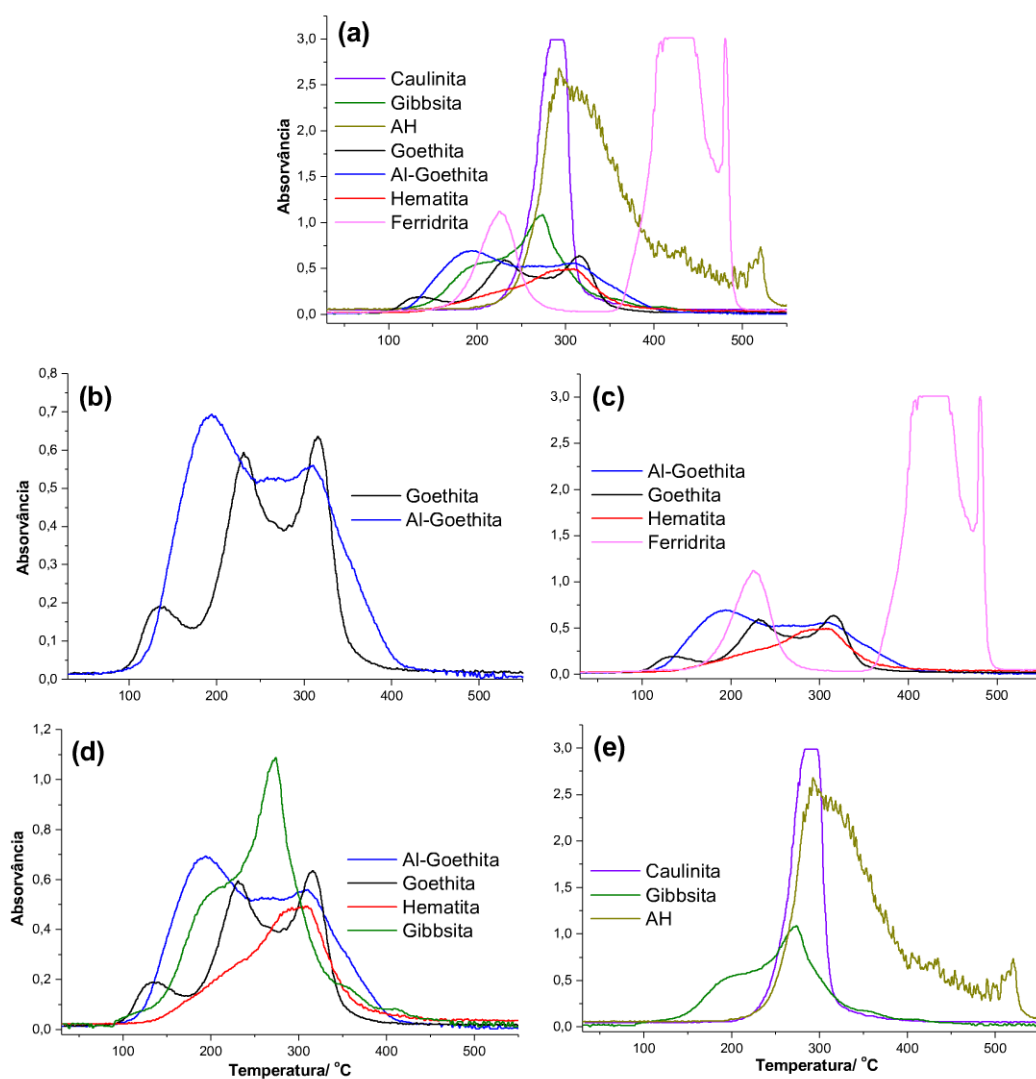 (a)
3,0
2,5
2,0
1,5
1,0
0,5
0,0
Absorvância
Caulinita
Gibbsita
AH
Goethita
Al-Goethita
Hematita
Ferridrita
100 200 300 400 500
(b)
0,8
0,7
0,6
0,5
0,4
0,3
0,2
0,1
0,0
Absorvância
Goethita
Al-Goethita
100 200 300 400 500
(c)
3,0
2,5
2,0
1,5
1,0
0,5
0,0
Al-Goethita
Goethita
Hematita
Ferridrita
100 200 300 400 500
(d)
1,2
1,0
0,8
0,6
0,4
0,2
0,0
Absorvância
Al-Goethita
Goethita
Hematita
Gibbsita
100 200 300 400 500
Temperatura/ °C
(e)
3,0
2,5
2,0
1,5
1,0
0,5
0,0
Caulinita
Gibbsita
AH
100 200 300 400 500
Temperatura/ °C